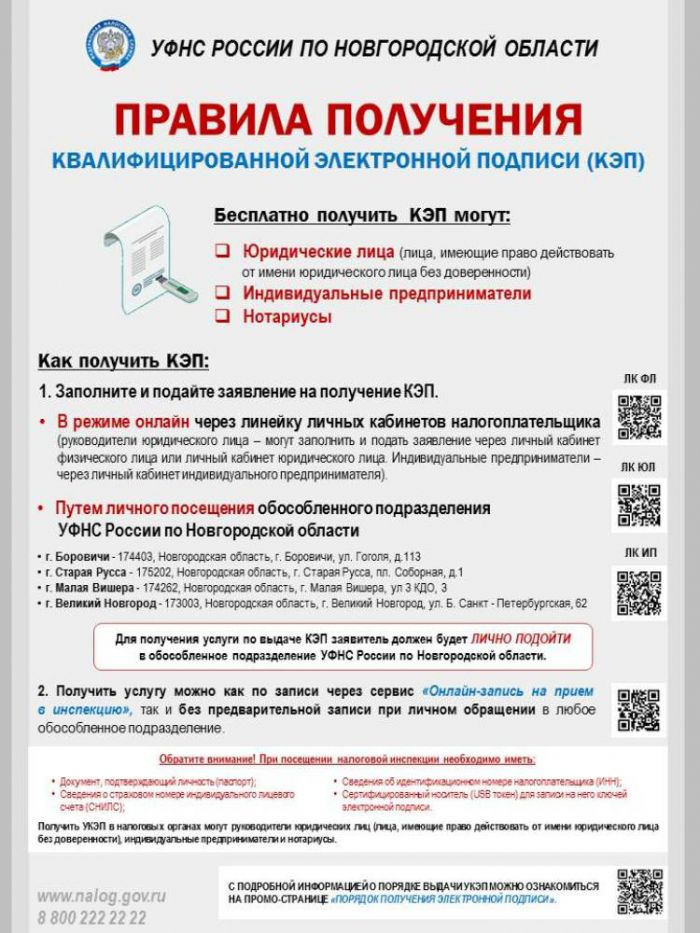 УФНС РОССИИ ПО НОВГОРОДСКОЙ ОБЛАСТИ
ПРАВИЛА ПОЛУЧЕНИЯ
КВАЛИФИЦИРОВАННОЙ ЭЛЕКТРОННОЙ ПОДПИСИ (КЭП)
Бесплатно получить КЭП могут:
❑ Юридические лица (лица, имеющие право действовать
от имени юридического лица без доверенности)
❑ Индивидуальные предприниматели
❑ Нотариусы
Как получить КЭП:
1. Заполните и подайте заявление на получение КЭП.
ЛК ФЛ
• В режиме онлайн через линейку личных кабинетов налогоплательщика
(руководители юридического лица – могут заполнить и подать заявление через личный кабинет
физического лица или личный кабинет юридического лица. Индивидуальные предприниматели –
через личный кабинет индивидуального предпринимателя).
ЛК ЮЛ
• Путем личного посещения обособленного подразделения
УФНС России по Новгородской области
ЛК ИП
• г. Боровичи - 174403, Новгородская область, г. Боровичи, ул. Гоголя, д.113
• г. Старая Русса - 175202, Новгородская область, г. Старая Русса, пл. Соборная, д.1
• г. Малая Вишера - 174262, Новгородская область, г. Малая Вишера, ул 3 КДО, 3
• г. Великий Новгород - 173003, Новгородская область, г. Великий Новгород, ул. Б. Санкт - Петербургская, 62
Для получения услуги по выдаче КЭП заявитель должен будет ЛИЧНО ПОДОЙТИ
в обособленное подразделение УФНС России по Новгородской области.
2. Получить услугу можно как по записи через сервис «Онлайн-запись на прием
в инспекцию», так и без предварительной записи при личном обращении в любое
обособленное подразделение.
Обратите внимание! При посещении налоговой инспекции необходимо иметь:
• Документ, подтверждающий личность (паспорт);
• Сведения о страховом номере индивидуального лицевого
счета (СНИЛС);
• Сведения об идентификационном номере налогоплательщика (ИНН);
• Сертифицированный носитель (USB токен) для записи на него ключей
электронной подписи.
Получить УКЭП в налоговых органах могут руководители юридических лиц (лица, имеющие право действовать от имени юридического лица
без доверенности), индивидуальные предприниматели и нотариусы.
www.nalog.gov.ru
8 800 222 22 22
С ПОДРОБНОЙ ИНФОРМАЦИЕЙ О ПОРЯДКЕ ВЫДАЧИ УКЭП МОЖНО ОЗНАКОМИТЬСЯ
НА ПРОМО-СТРАНИЦЕ «ПОРЯДОК ПОЛУЧЕНИЯ ЭЛЕКТРОННОЙ ПОДПИСИ».